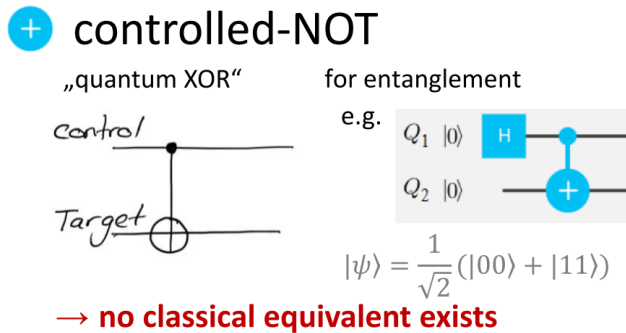 + controlled-NOT
„quantum XOR“
for entanglement
control
Target
e.g.
Q₁ |0⟩ H
Q₂ |0⟩ +
|ψ⟩ = 1/√2 (|00⟩ + |11⟩)
→ no classical equivalent exists